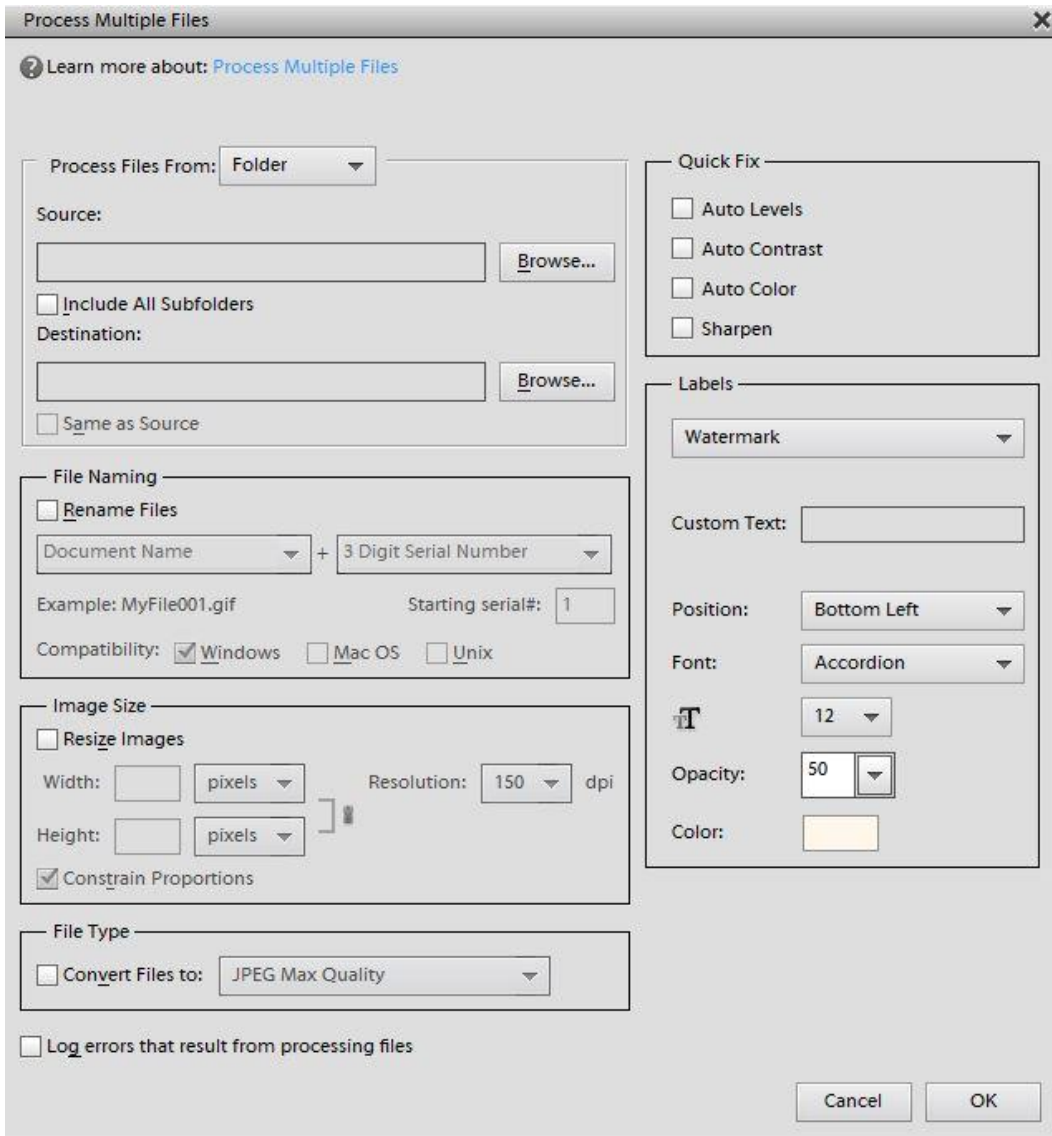 Process Multiple Files
Learn more about: Process Multiple Files
Process Files From: Folder
Source:
Browse...
Include All Subfolders
Destination:
Browse...
Same as Source
File Naming
Rename Files
Document Name + 3 Digit Serial Number
Example: MyFile001.gif Starting serial#: 1
Compatibility: Windows Mac OS Unix
Image Size
Resize Images
Width: pixels Resolution: 150 dpi
Height: pixels
Constrain Proportions
File Type
Convert Files to: JPEG Max Quality
Log errors that result from processing files
Quick Fix
Auto Levels
Auto Contrast
Auto Color
Sharpen
Labels
Watermark
Custom Text:
Position: Bottom Left
Font: Accordion
TT 12
Opacity: 50
Color:
Cancel OK